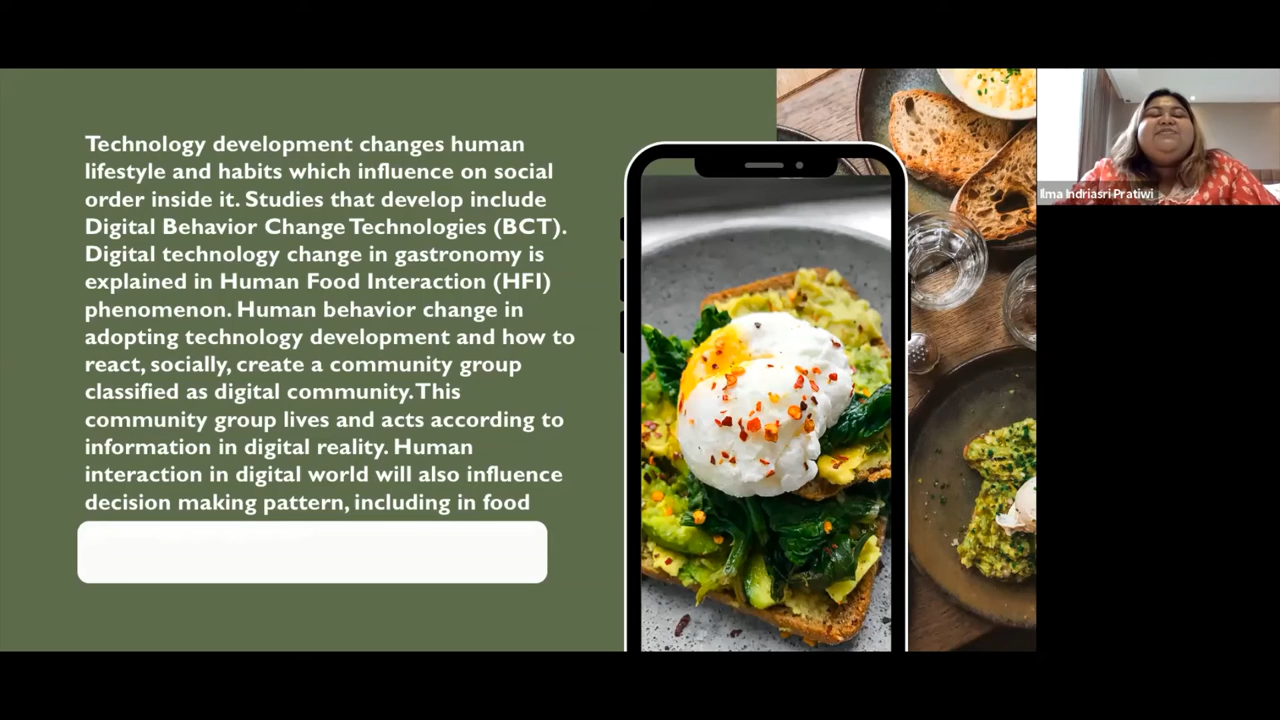 Technology development changes human
lifestyle and habits which influence on social
order inside it. Studies that develop include
Digital Behavior Change Technologies (BCT).
Digital technology change in gastronomy is
explained in Human Food Interaction (HFI)
phenomenon. Human behavior change in
adopting technology development and how to
react, socially, create a community group
classified as digital community. This
community group lives and acts according to
information in digital reality. Human
interaction in digital world will also influence
decision making pattern, including in food
Ilma Indriasri Pratiwi